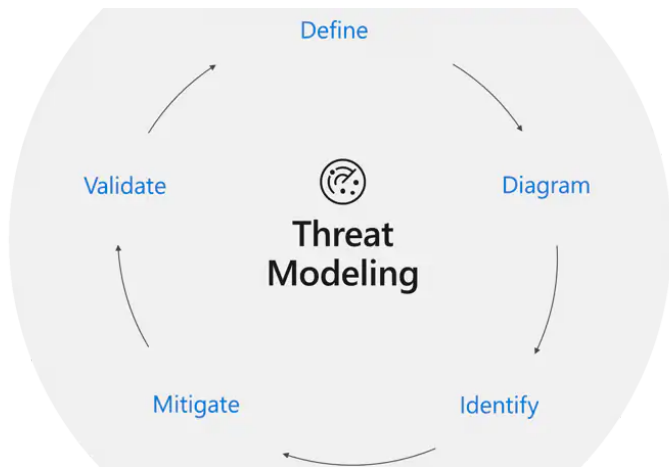 Define
Validate
Diagram
Threat
Modeling
Mitigate
Identify